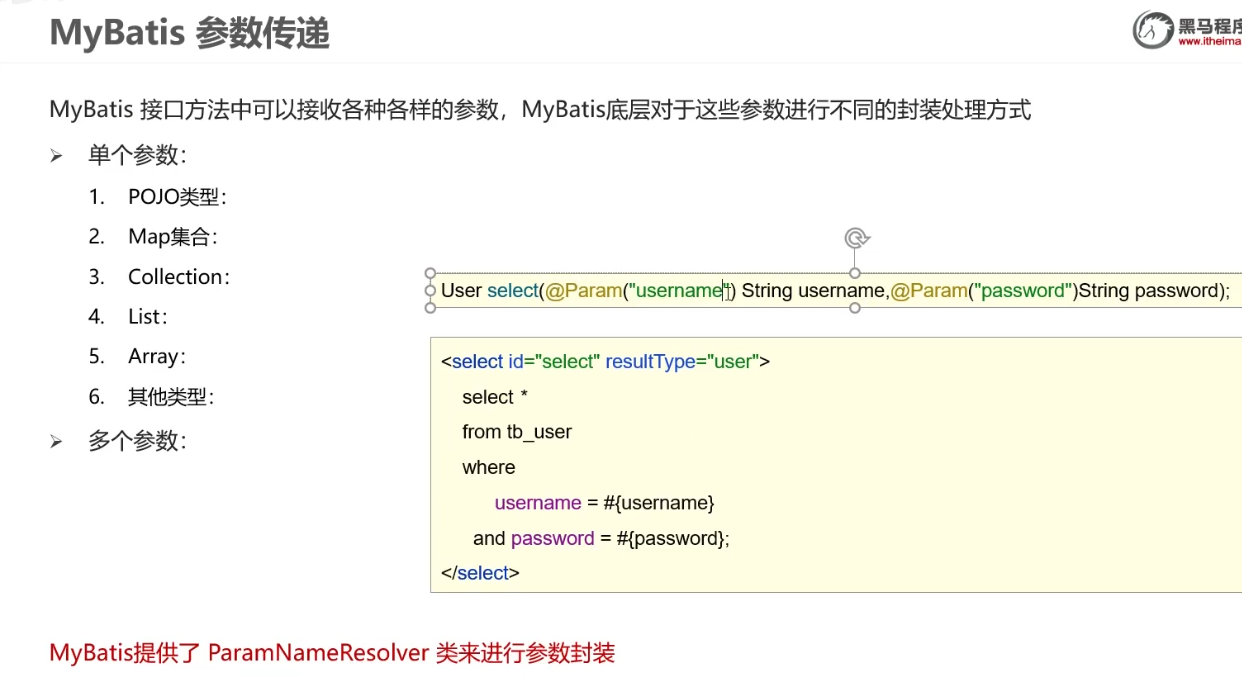 MyBatis 参数传递
黑马程序
www.itheima
MyBatis 接口方法中可以接收各种各样的参数，MyBatis底层对于这些参数进行不同的封装处理方式
➢ 单个参数：
1. POJO类型：
2. Map集合：
3. Collection：
4. List：
5. Array：
6. 其他类型：
➢ 多个参数：
User select(@Param("username") String username,@Param("password")String password);
<select id="select" resultType="user">
select *
from tb_user
where
username = #{username}
and password = #{password};
</select>
MyBatis提供了 ParamNameResolver 类来进行参数封装